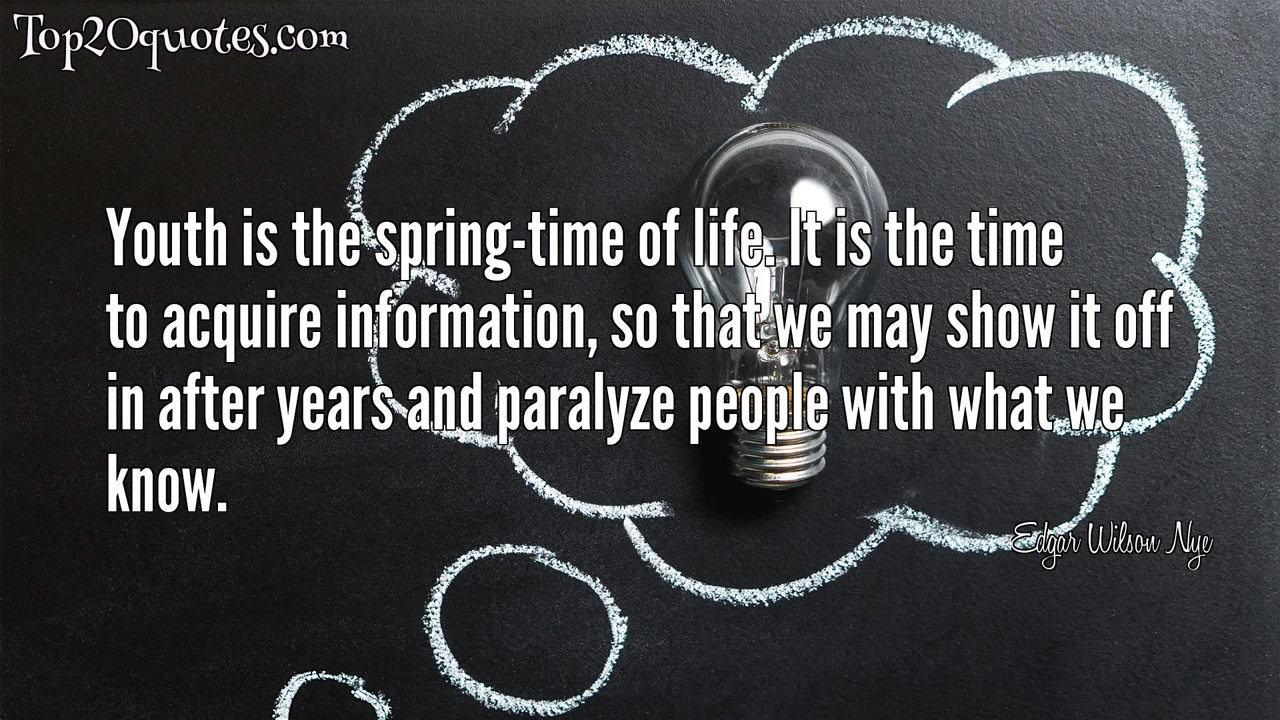 Top20quotes.com
Youth is the spring-time of life. It is the time
to acquire information, so that we may show it off
in after years and paralyze people with what we
know.
Edgar Wilson Nye